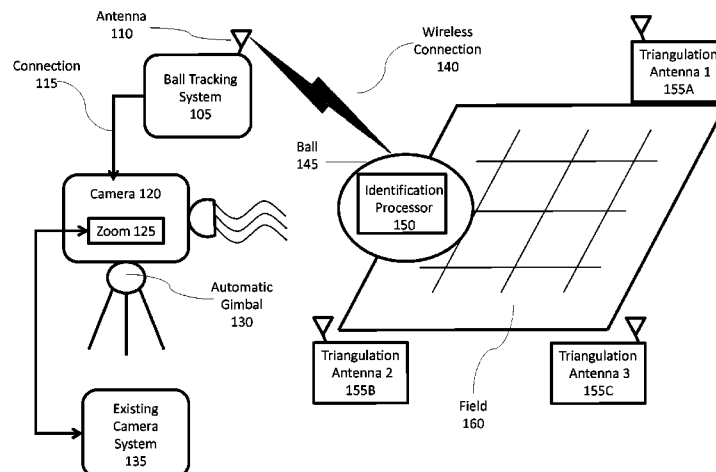 Antenna
110
Wireless
Connection
140
Triangulation
Antenna 1
155A
Connection
115
Ball Tracking
System
105
Ball
145
Identification
Processor
150
Camera 120
Zoom 125
Automatic
Gimbal
130
Triangulation
Antenna 2
155B
Triangulation
Antenna 3
155C
Field
160
Existing
Camera
System
135